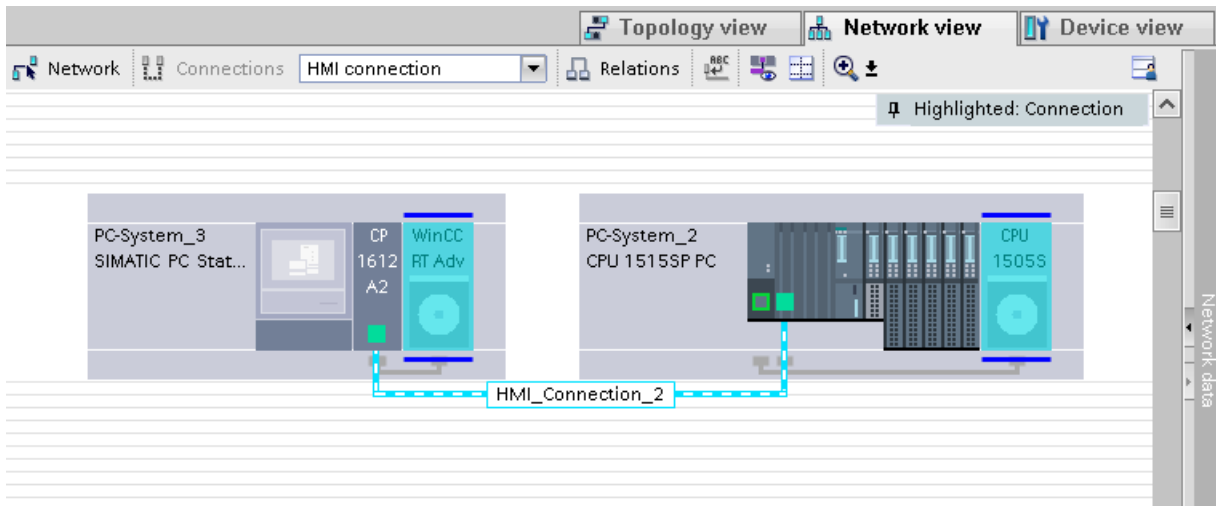 Topology view
Network view
Device view
Network
Connections
HMI connection
Relations
ABC
Highlighted: Connection
PC-System_3
SIMATIC PC Stat...
CP
1612
A2
WinCC
RT Adv
PC-System_2
CPU 1515SP PC
CPU
1505S
HMI_Connection_2
Network data